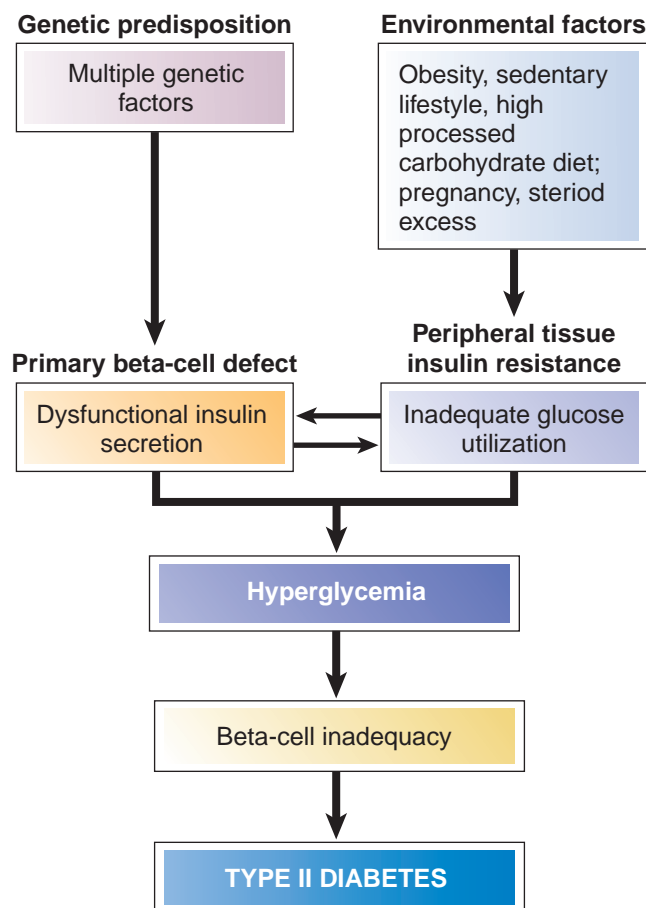 Genetic predisposition
Multiple genetic
factors
Environmental factors
Obesity, sedentary
lifestyle, high
processed
carbohydrate diet;
pregnancy, steriod
excess
Primary beta-cell defect
Dysfunctional insulin
secretion
Peripheral tissue
insulin resistance
Inadequate glucose
utilization
Hyperglycemia
Beta-cell inadequacy
TYPE II DIABETES